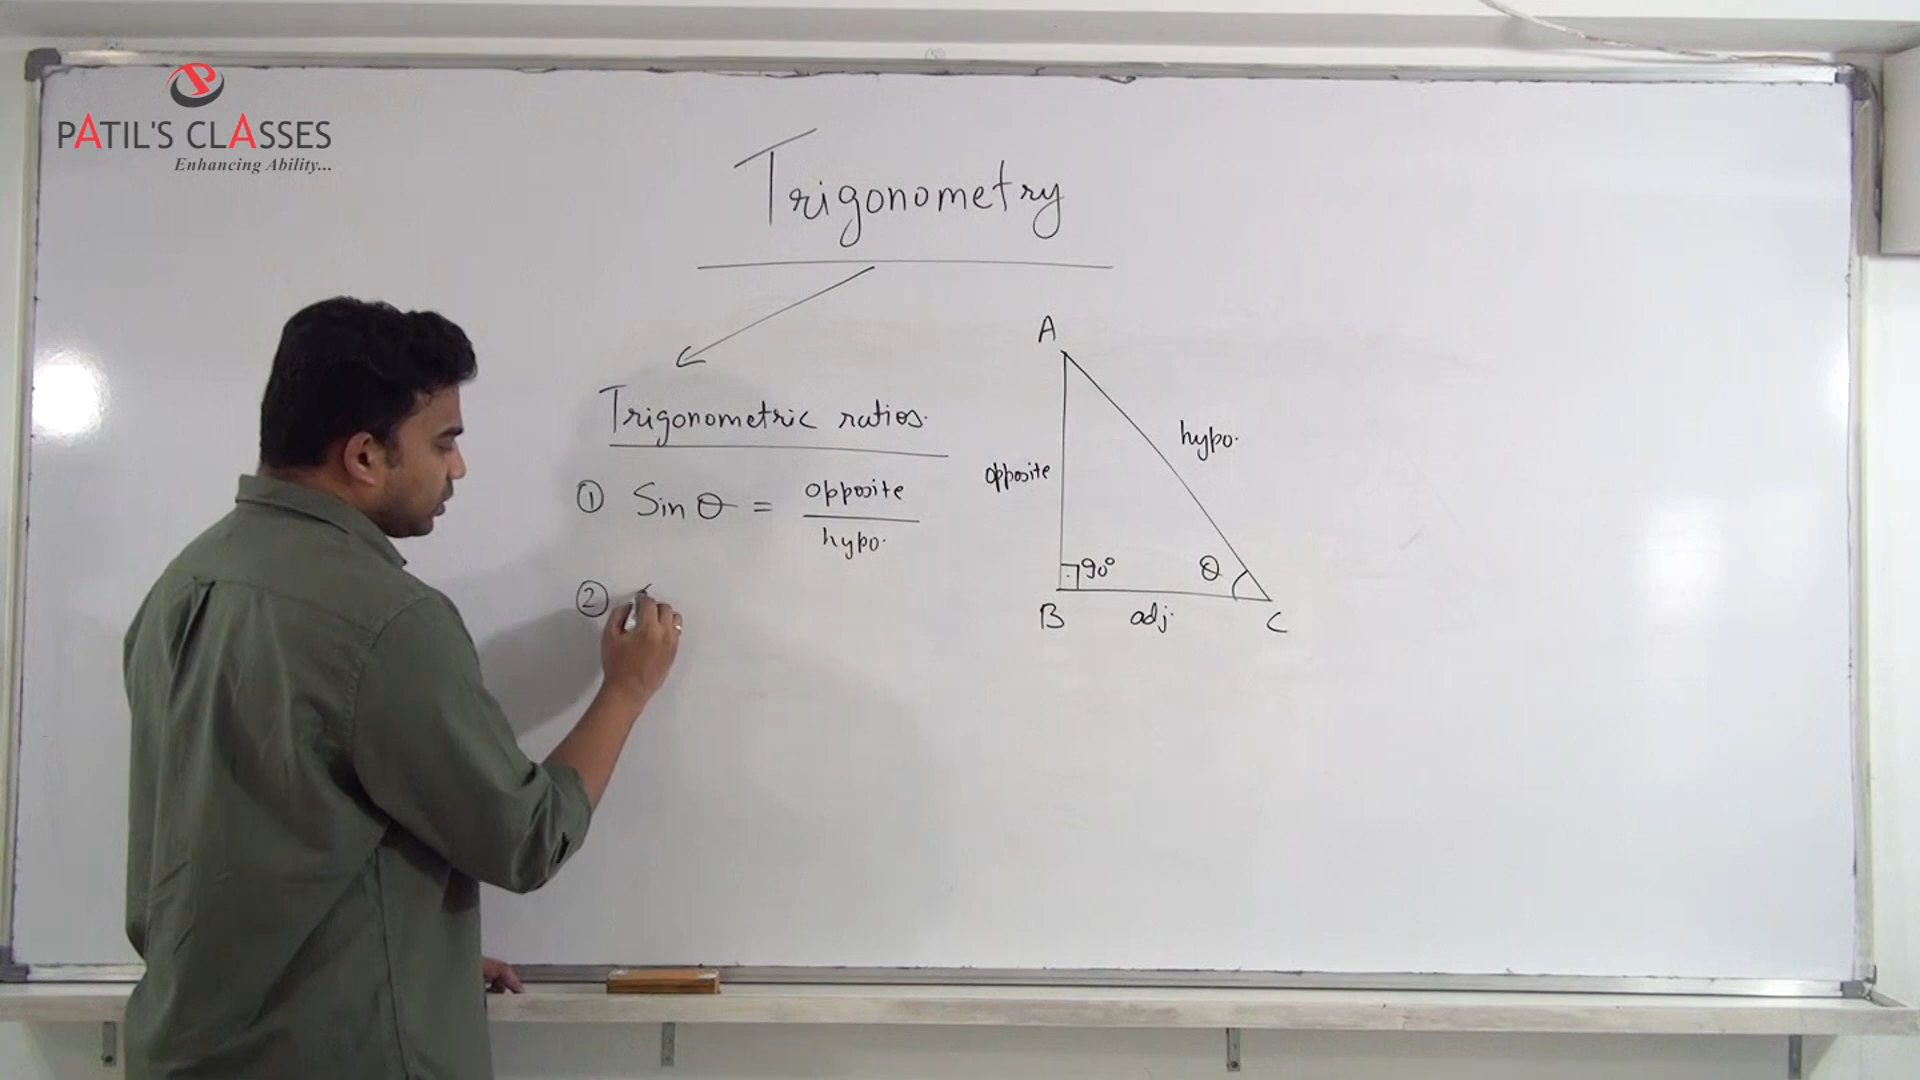 PATIL'S CLASSES
Enhancing Ability...
Trigonometry
Trigonometric ratios.
① Sin θ = opposite
hypo.
②
A
hypo.
opposite
90° θ
B adj. C